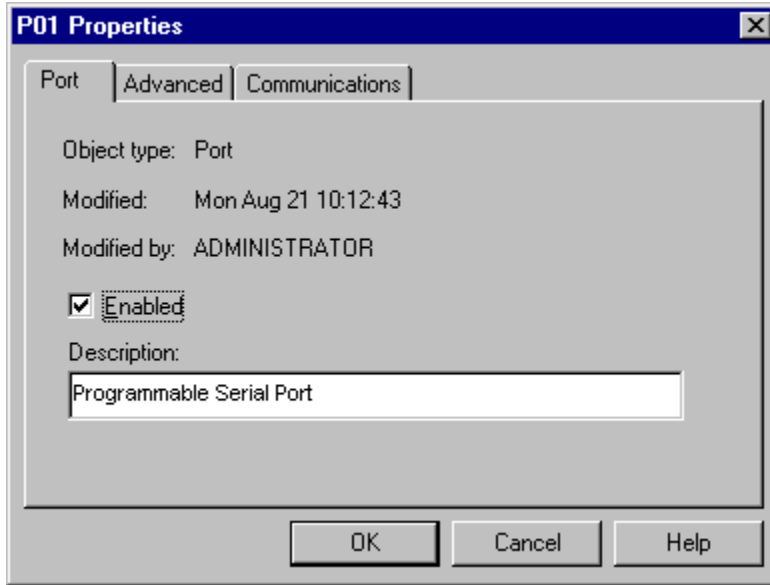 P01 Properties
Port Advanced Communications
Object type: Port
Modified: Mon Aug 21 10:12:43
Modified by: ADMINISTRATOR
Enabled
Description:
Programmable Serial Port
OK Cancel Help